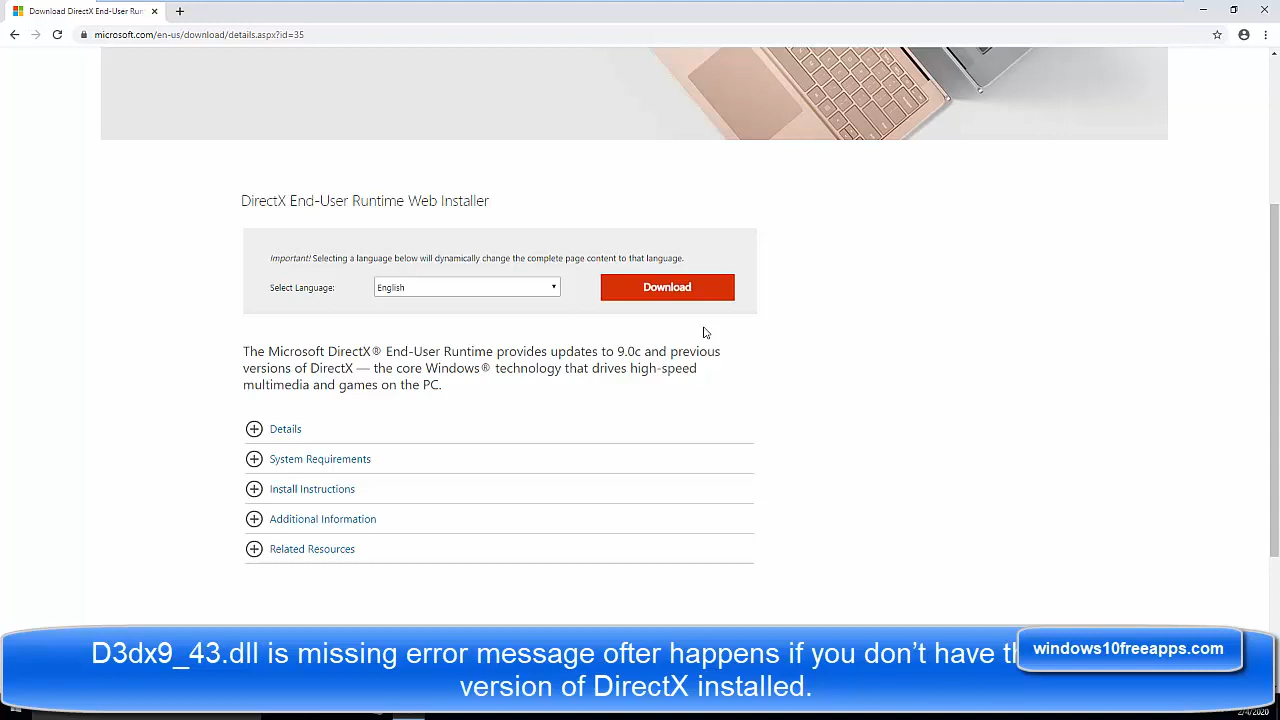 Download DirectX End-User Run
microsoft.com/en-us/download/details.aspx?id=35
DirectX End-User Runtime Web Installer
Important! Selecting a language below will dynamically change the complete page content to that language.
Select Language:
English
Download
The Microsoft DirectX® End-User Runtime provides updates to 9.0c and previous
versions of DirectX — the core Windows® technology that drives high-speed
multimedia and games on the PC.
Details
System Requirements
Install Instructions
Additional Information
Related Resources
D3dx9_43.dll is missing error message ofter happens if you don't have
windows10freeapps.com
version of DirectX installed.
2/4/2020